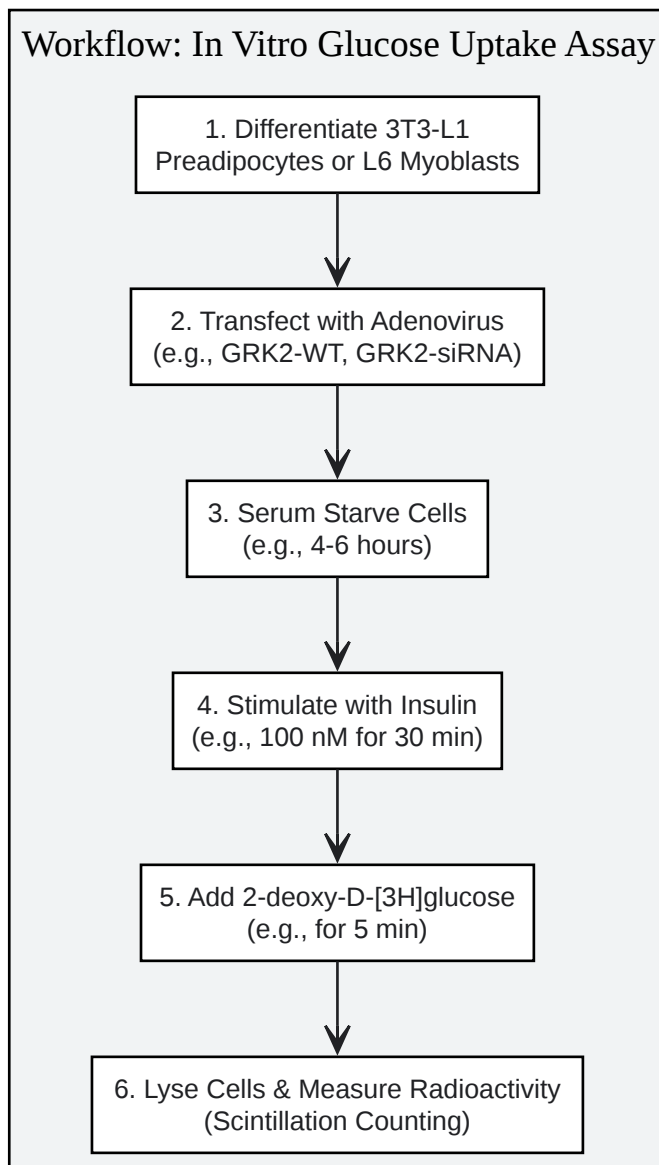 Workflow: In Vitro Glucose Uptake Assay
1. Differentiate 3T3-L1
Preadipocytes or L6 Myoblasts
2. Transfect with Adenovirus
(e.g., GRK2-WT, GRK2-siRNA)
3. Serum Starve Cells
(e.g., 4-6 hours)
4. Stimulate with Insulin
(e.g., 100 nM for 30 min)
5. Add 2-deoxy-D-[3H]glucose
(e.g., for 5 min)
6. Lyse Cells & Measure Radioactivity
(Scintillation Counting)